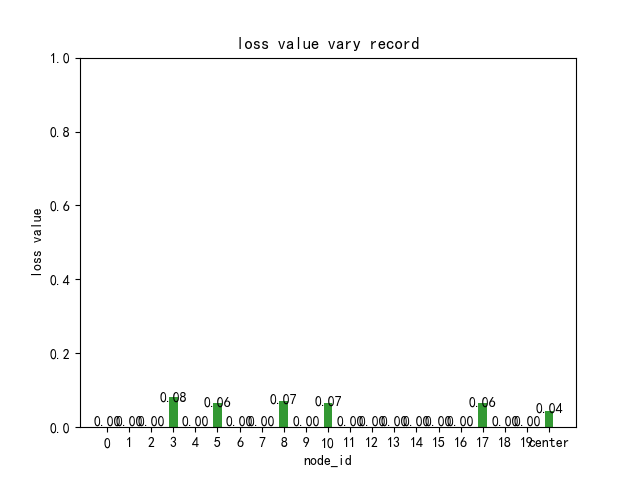 loss value vary record
1.0
0.8
0.6
0.4
0.2
0.0
loss value
0.00 0.00 0.00 0.08 0.00 0.06 0.00 0.00 0.07 0.00 0.07 0.00 0.00 0.00 0.00 0.00 0.00 0.06 0.00 0.00 0.04
0 1 2 3 4 5 6 7 8 9 10 11 12 13 14 15 16 17 18 19 center
node_id